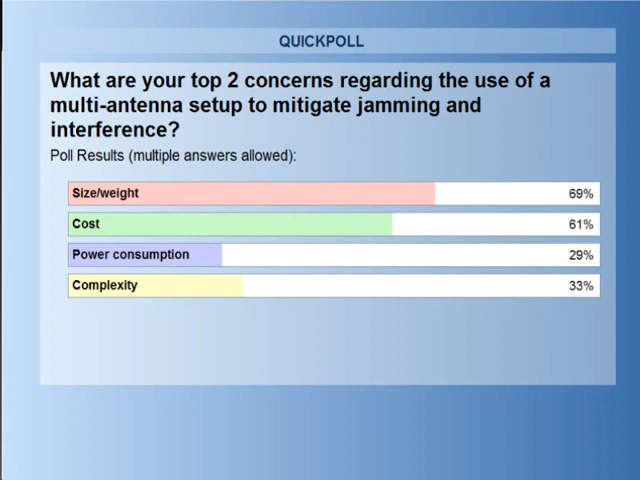 QUICKPOLL
What are your top 2 concerns regarding the use of a
multi-antenna setup to mitigate jamming and
interference?
Poll Results (multiple answers allowed):
Size/weight 69%
Cost 61%
Power consumption 29%
Complexity 33%